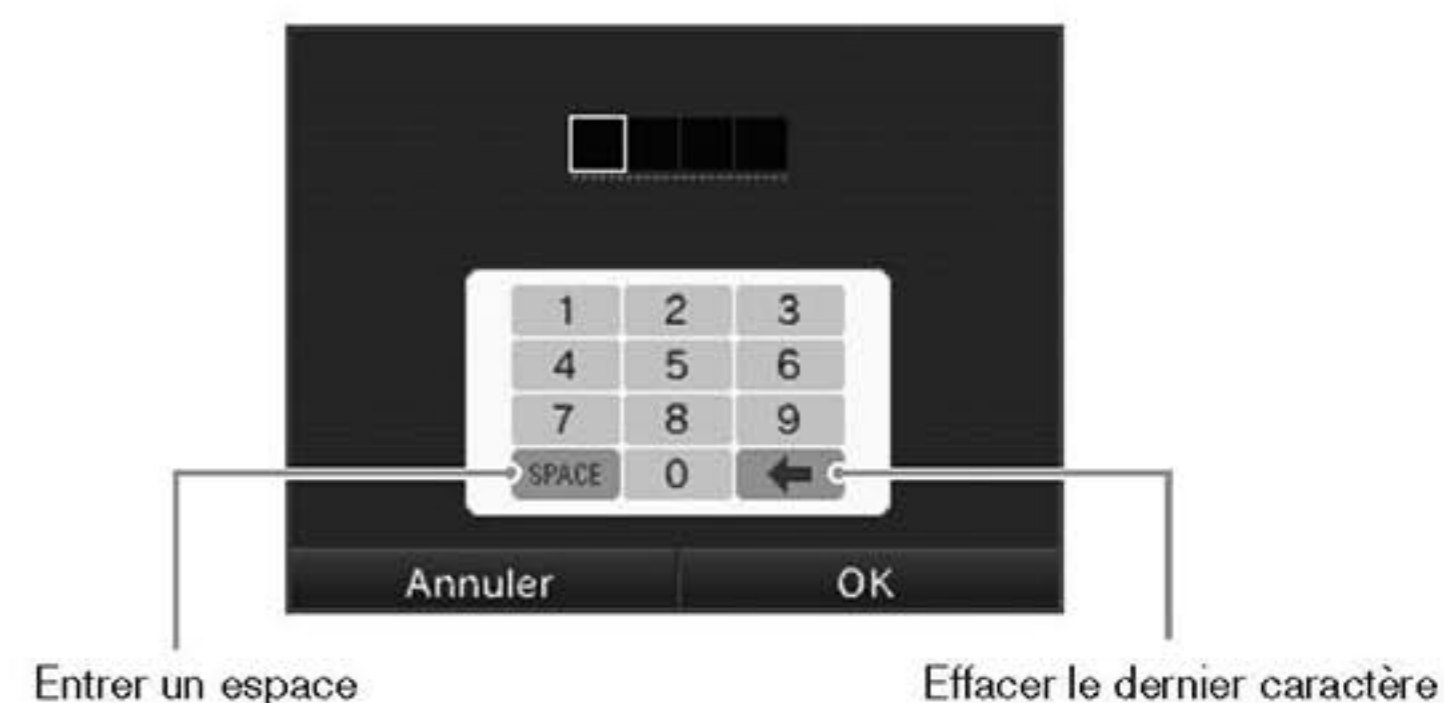 1 2 3
4 5 6
7 8 9
SPACE 0
Annuler OK
Entrer un espace Effacer le dernier caractère